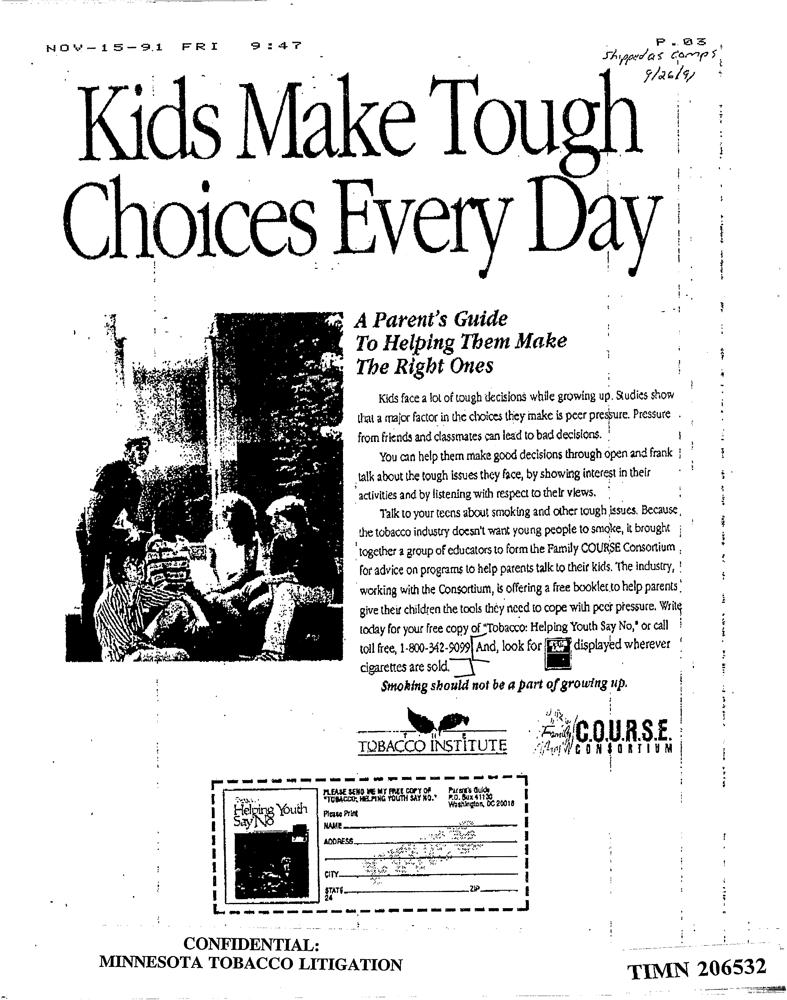 NOV-15-91 FRI 9:47 P.03
Shipped as comps
9/26/91
Kids Make Tough
Choices Every Day
A Parent's Guide
To Helping Them Make
The Right Ones
Kids face a lot of tough decisions while growing up. Studies show
that a major factor in the choices they make is peer pressure. Pressure
from friends and classmates can lead to bad decisions.
You can help them make good decisions through open and frank
talk about the tough issues they face, by showing interest in their
activities and by listening with respect to their views.
Talk to your teens about smoking and other tough issues. Because
the tobacco industry doesn't want young people to smoke, it brought
together a group of educators to form the Family COURSE Consortium
for advice on programs to help parents talk to their kids. The industry,
working with the Consortium, is offering a free booklet to help parents
give their children the tools they need to cope with peer pressure. Write
today for your free copy of "Tobacco: Helping Youth Say No," or call
toll free, 1-800-342-9099. And, look for displayed wherever
cigarettes are sold.
Smoking should not be a part of growing up.
THE
TOBACCO INSTITUTE
The Family C.O.U.R.S.E.
CONSORTIUM
Helping Youth
Say No
PLEASE SEND ME MY FREE COPY OF
"TOBACCO: HELPING YOUTH SAY NO."
Parent's Guide
P.O. Box 41130
Washington, DC 20018
Please Print
NAME
ADDRESS
CITY
STATE ZIP
24
CONFIDENTIAL:
MINNESOTA TOBACCO LITIGATION
TIMN 206532